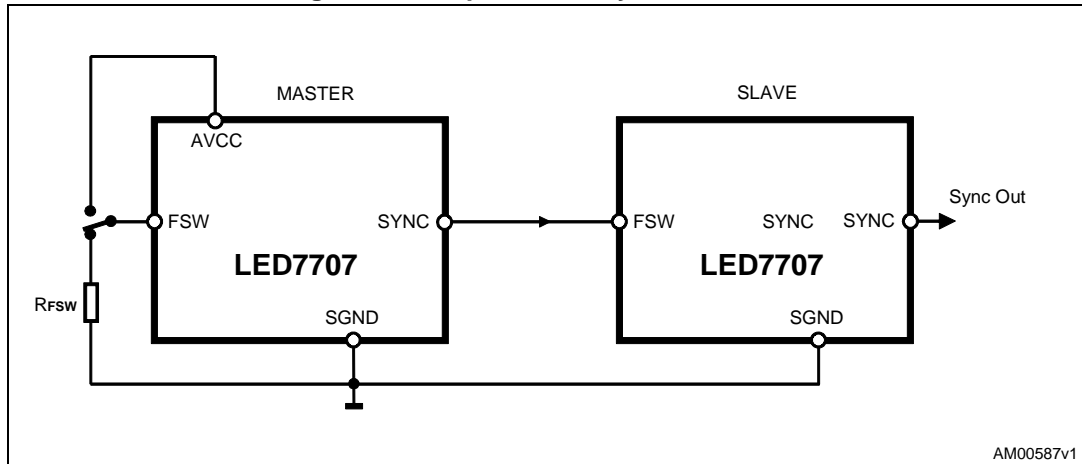 MASTER
SLAVE
AVCC
FSW
SYNC
FSW
SYNC
SYNC
Sync Out
LED7707
LED7707
RFSW
SGND
SGND
AM00587v1